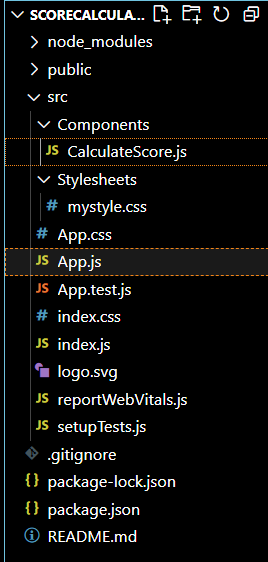 SCORECALCULA...
node_modules
public
src
Components
JS CalculateScore.js
Stylesheets
# mystyle.css
# App.css
JS App.js
JS App.test.js
# index.css
JS index.js
logo.svg
JS reportWebVitals.js
JS setupTests.js
.gitignore
{} package-lock.json
{} package.json
README.md